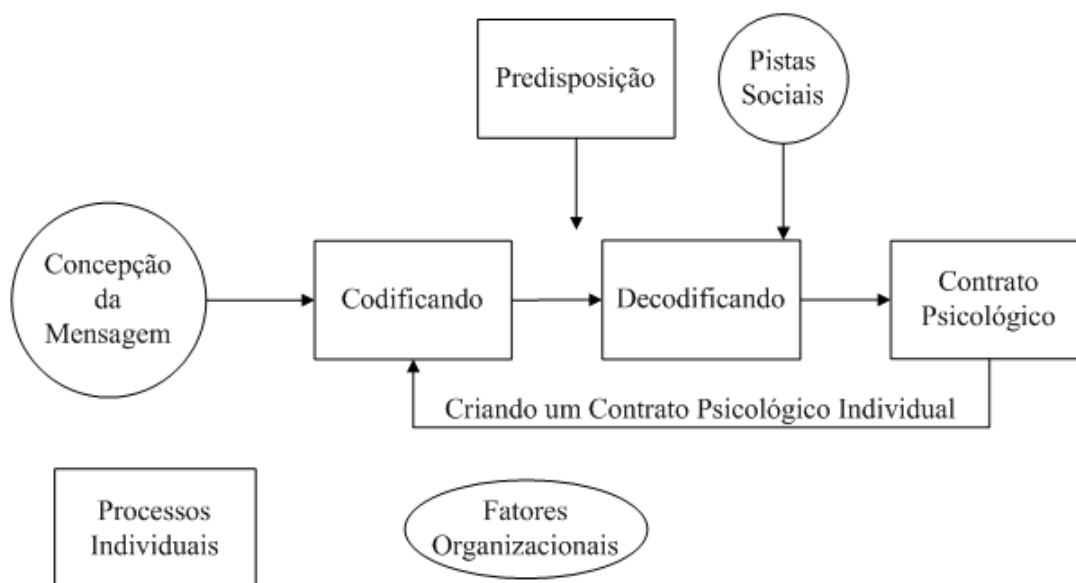 Predisposição
Pistas
Sociais
Concepção
da
Mensagem
Codificando
Decodificando
Contrato
Psicológico
Criando um Contrato Psicológico Individual
Processos
Individuais
Fatores
Organizacionais